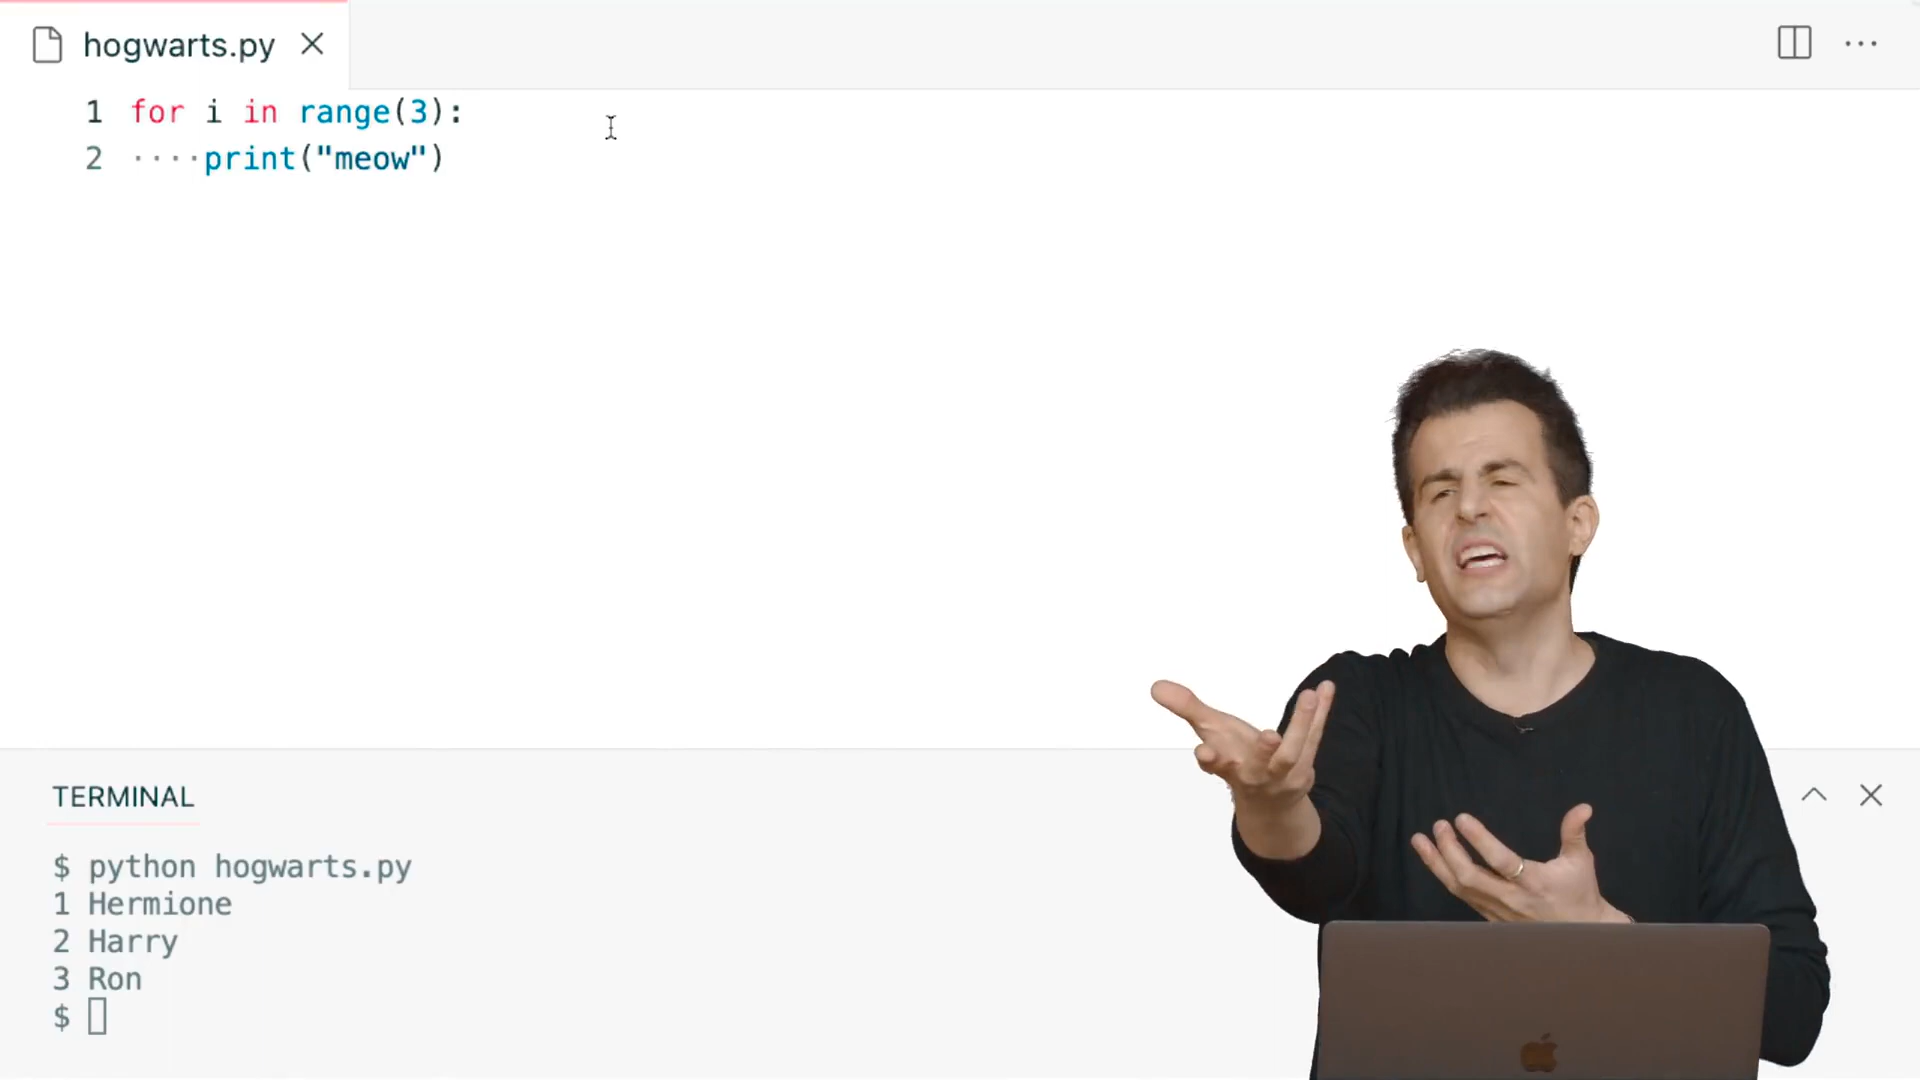 hogwarts.py
1 for i in range(3):
2 ····print("meow")
TERMINAL
$ python hogwarts.py
1 Hermione
2 Harry
3 Ron
$